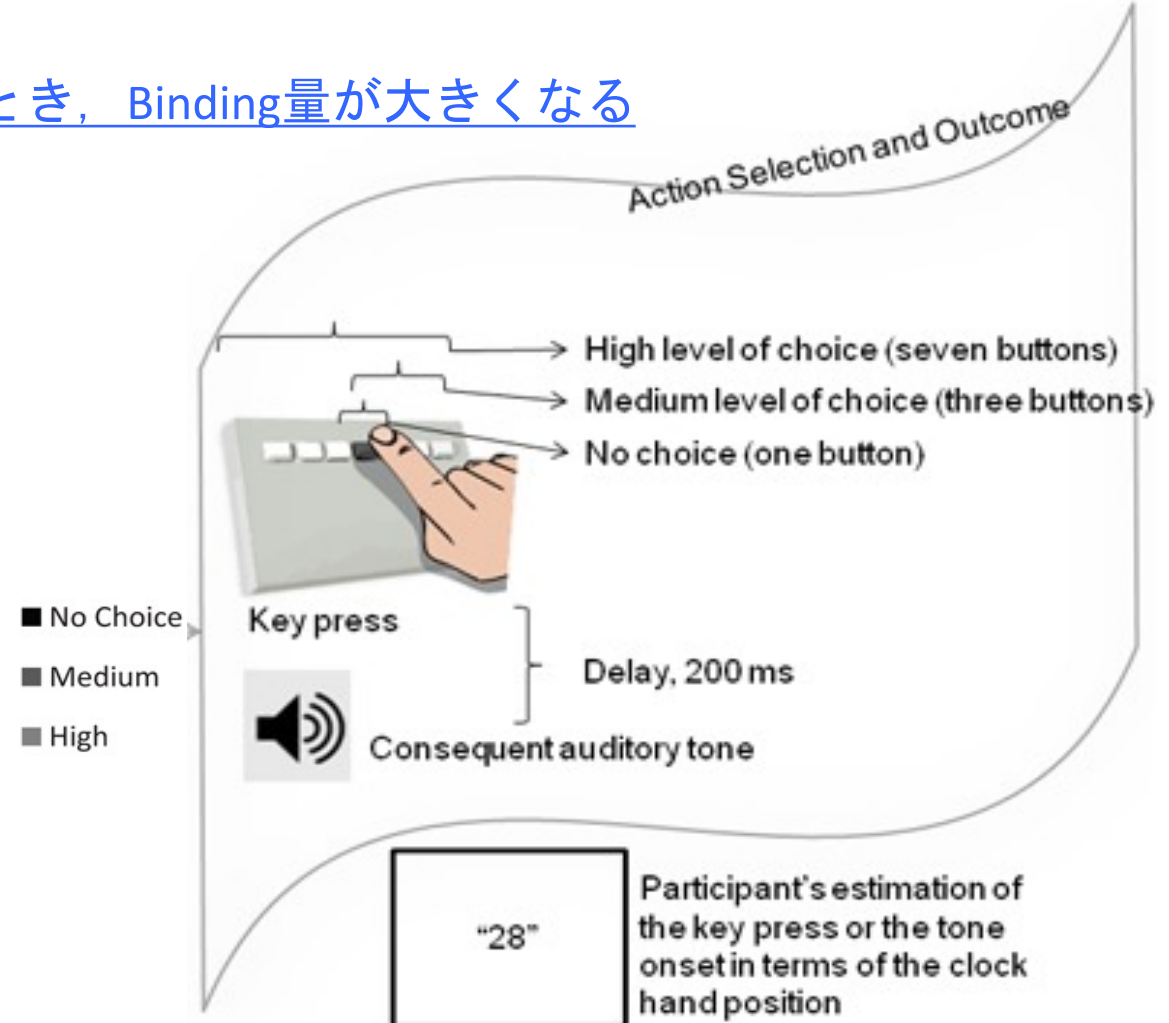 とき, Binding量が大きくなる
Action Selection and Outcome
High level of choice (seven buttons)
Medium level of choice (three buttons)
No choice (one button)
■ No Choice
■ Medium
■ High
Key press
Delay, 200 ms
Consequent auditory tone
“28”
Participant's estimation of
the key press or the tone
onset in terms of the clock
hand position